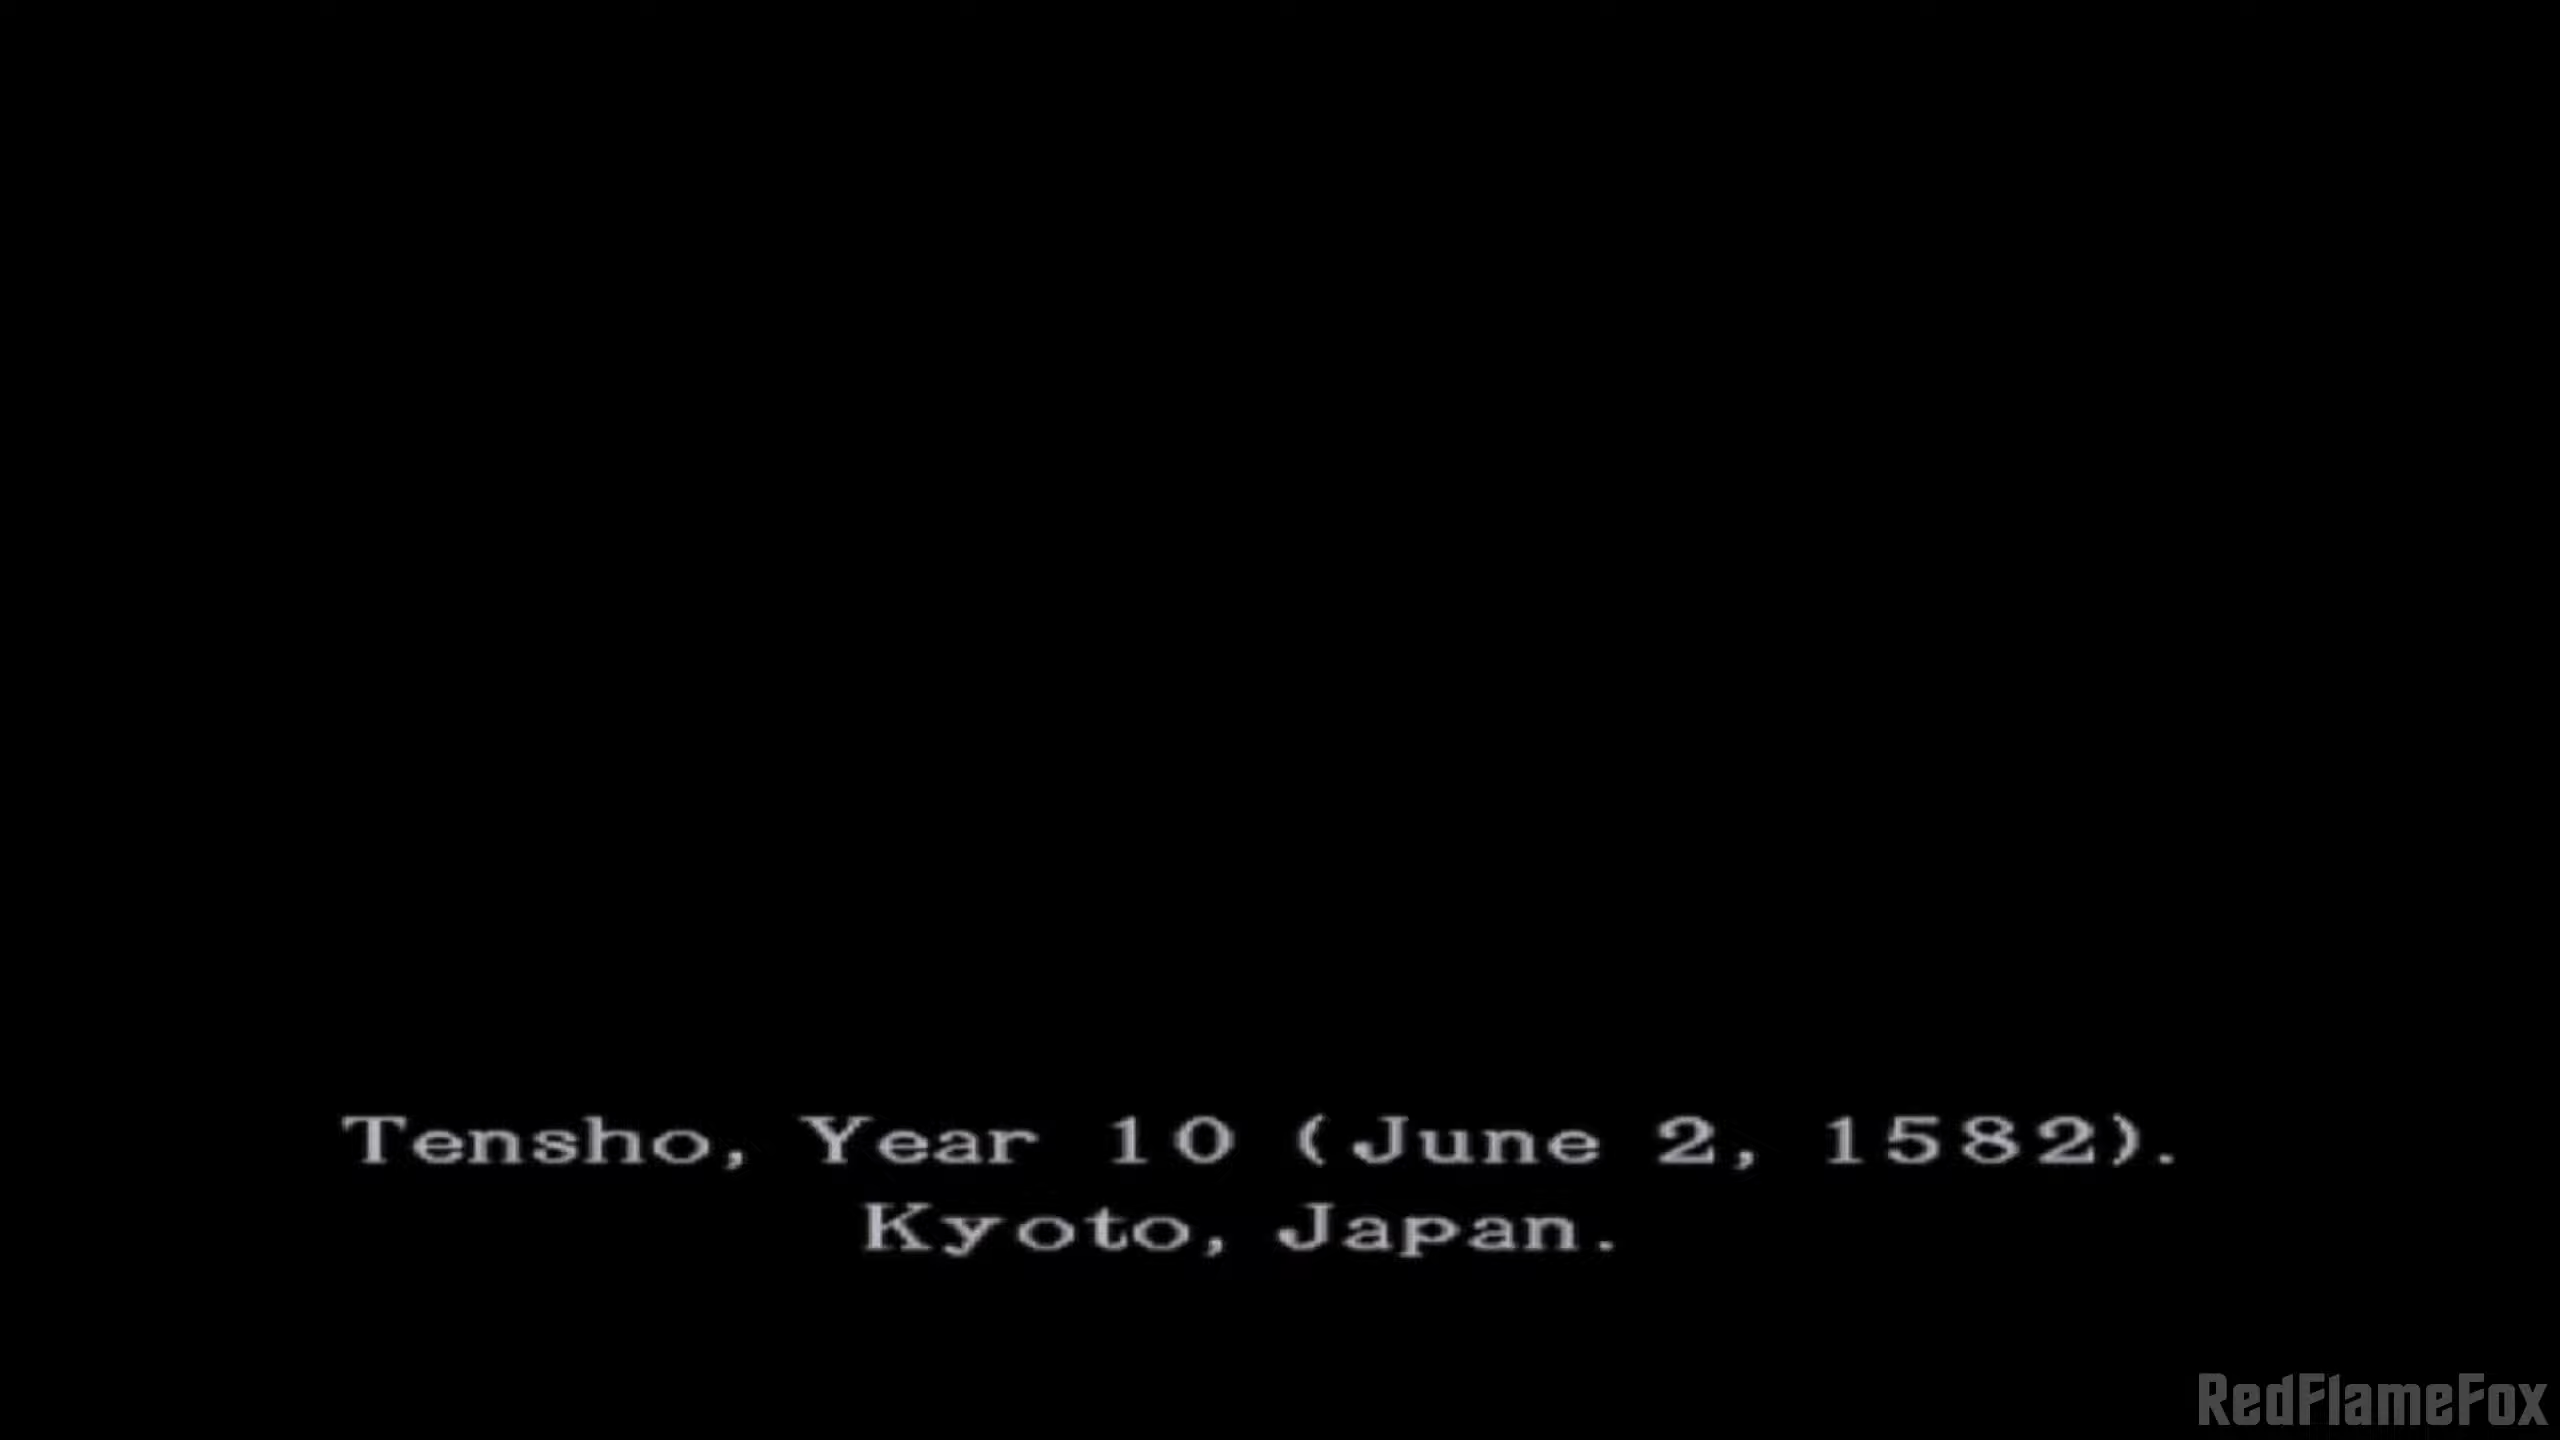 Tensho, Year 10 (June 2, 1582).
Kyoto, Japan.
RedFlameFox